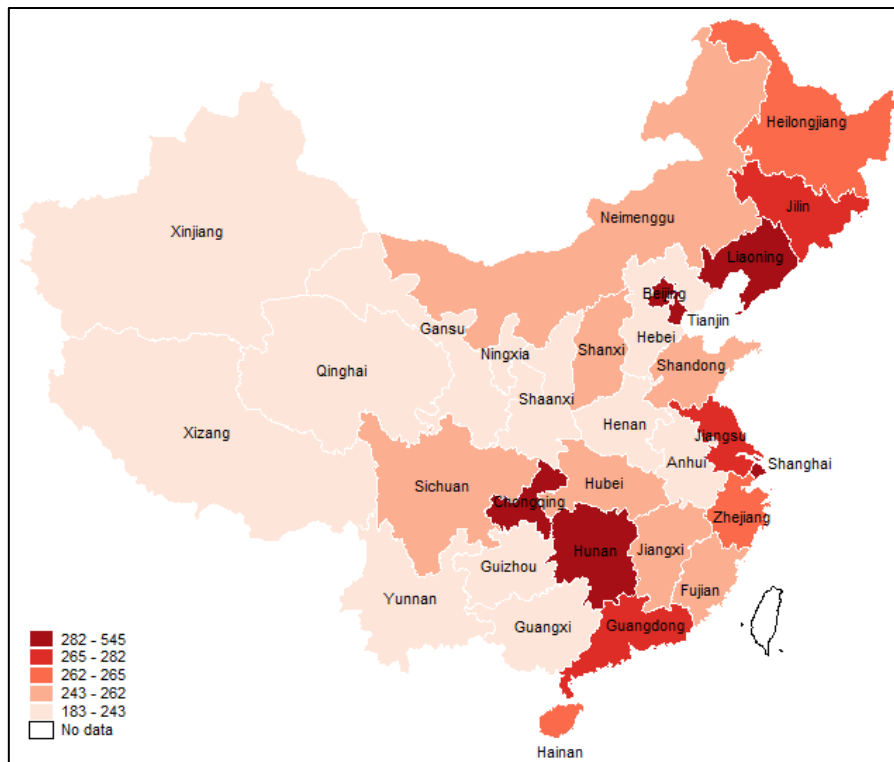 Heilongjiang
Jilin
Neimenggu
Xinjiang
Liaoning
Beijing
Tianjin
Gansu
Hebei
Ningxia
Shanxi
Shandong
Qinghai
Shaanxi
Henan
Xizang
Jiangsu
Anhui
Shanghai
Sichuan
Hubei
Chongqing
Zhejiang
Hunan
Jiangxi
Guizhou
Fujian
Yunnan
Guangxi
Guangdong
282 - 545
265 - 282
262 - 265
243 - 262
183 - 243
No data
Hainan